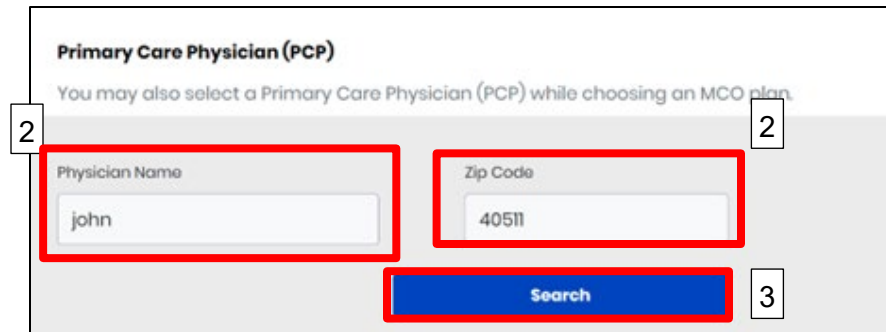 Primary Care Physician (PCP)
You may also select a Primary Care Physician (PCP) while choosing an MCO plan.
2
2
Physician Name
Zip Code
john
40511
Search
3